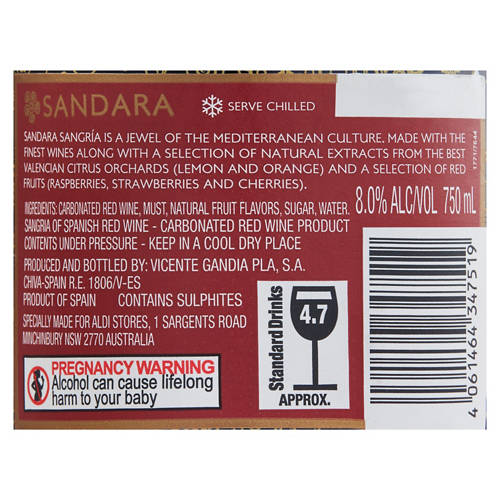 SANDARA
SERVE CHILLED
SANDARA SANGRÍA IS A JEWEL OF THE MEDITERRANEAN CULTURE. MADE WITH THE
FINEST WINES ALONG WITH A SELECTION OF NATURAL EXTRACTS FROM THE BEST
VALENCIAN CITRUS ORCHARDS (LEMON AND ORANGE) AND A SELECTION OF RED
FRUITS (RASPBERRIES, STRAWBERRIES AND CHERRIES).
INGREDIENTS: CARBONATED RED WINE, MUST, NATURAL FRUIT FLAVORS, SUGAR, WATER.
SANGRIA OF SPANISH RED WINE - CARBONATED RED WINE PRODUCT
CONTENTS UNDER PRESSURE - KEEP IN A COOL DRY PLACE
PRODUCED AND BOTTLED BY: VICENTE GANDIA PLA, S.A.
CHIVA-SPAIN R.E. 1806/V-ES
PRODUCT OF SPAIN CONTAINS SULPHITES
SPECIALLY MADE FOR ALDI STORES, 1 SARGENTS ROAD
MINCHINBURY NSW 2770 AUSTRALIA
PREGNANCY WARNING
Alcohol can cause lifelong
harm to your baby
Standard Drinks
4.7
APPROX.
8.0% ALC/VOL 750 mL
4 061464 347519